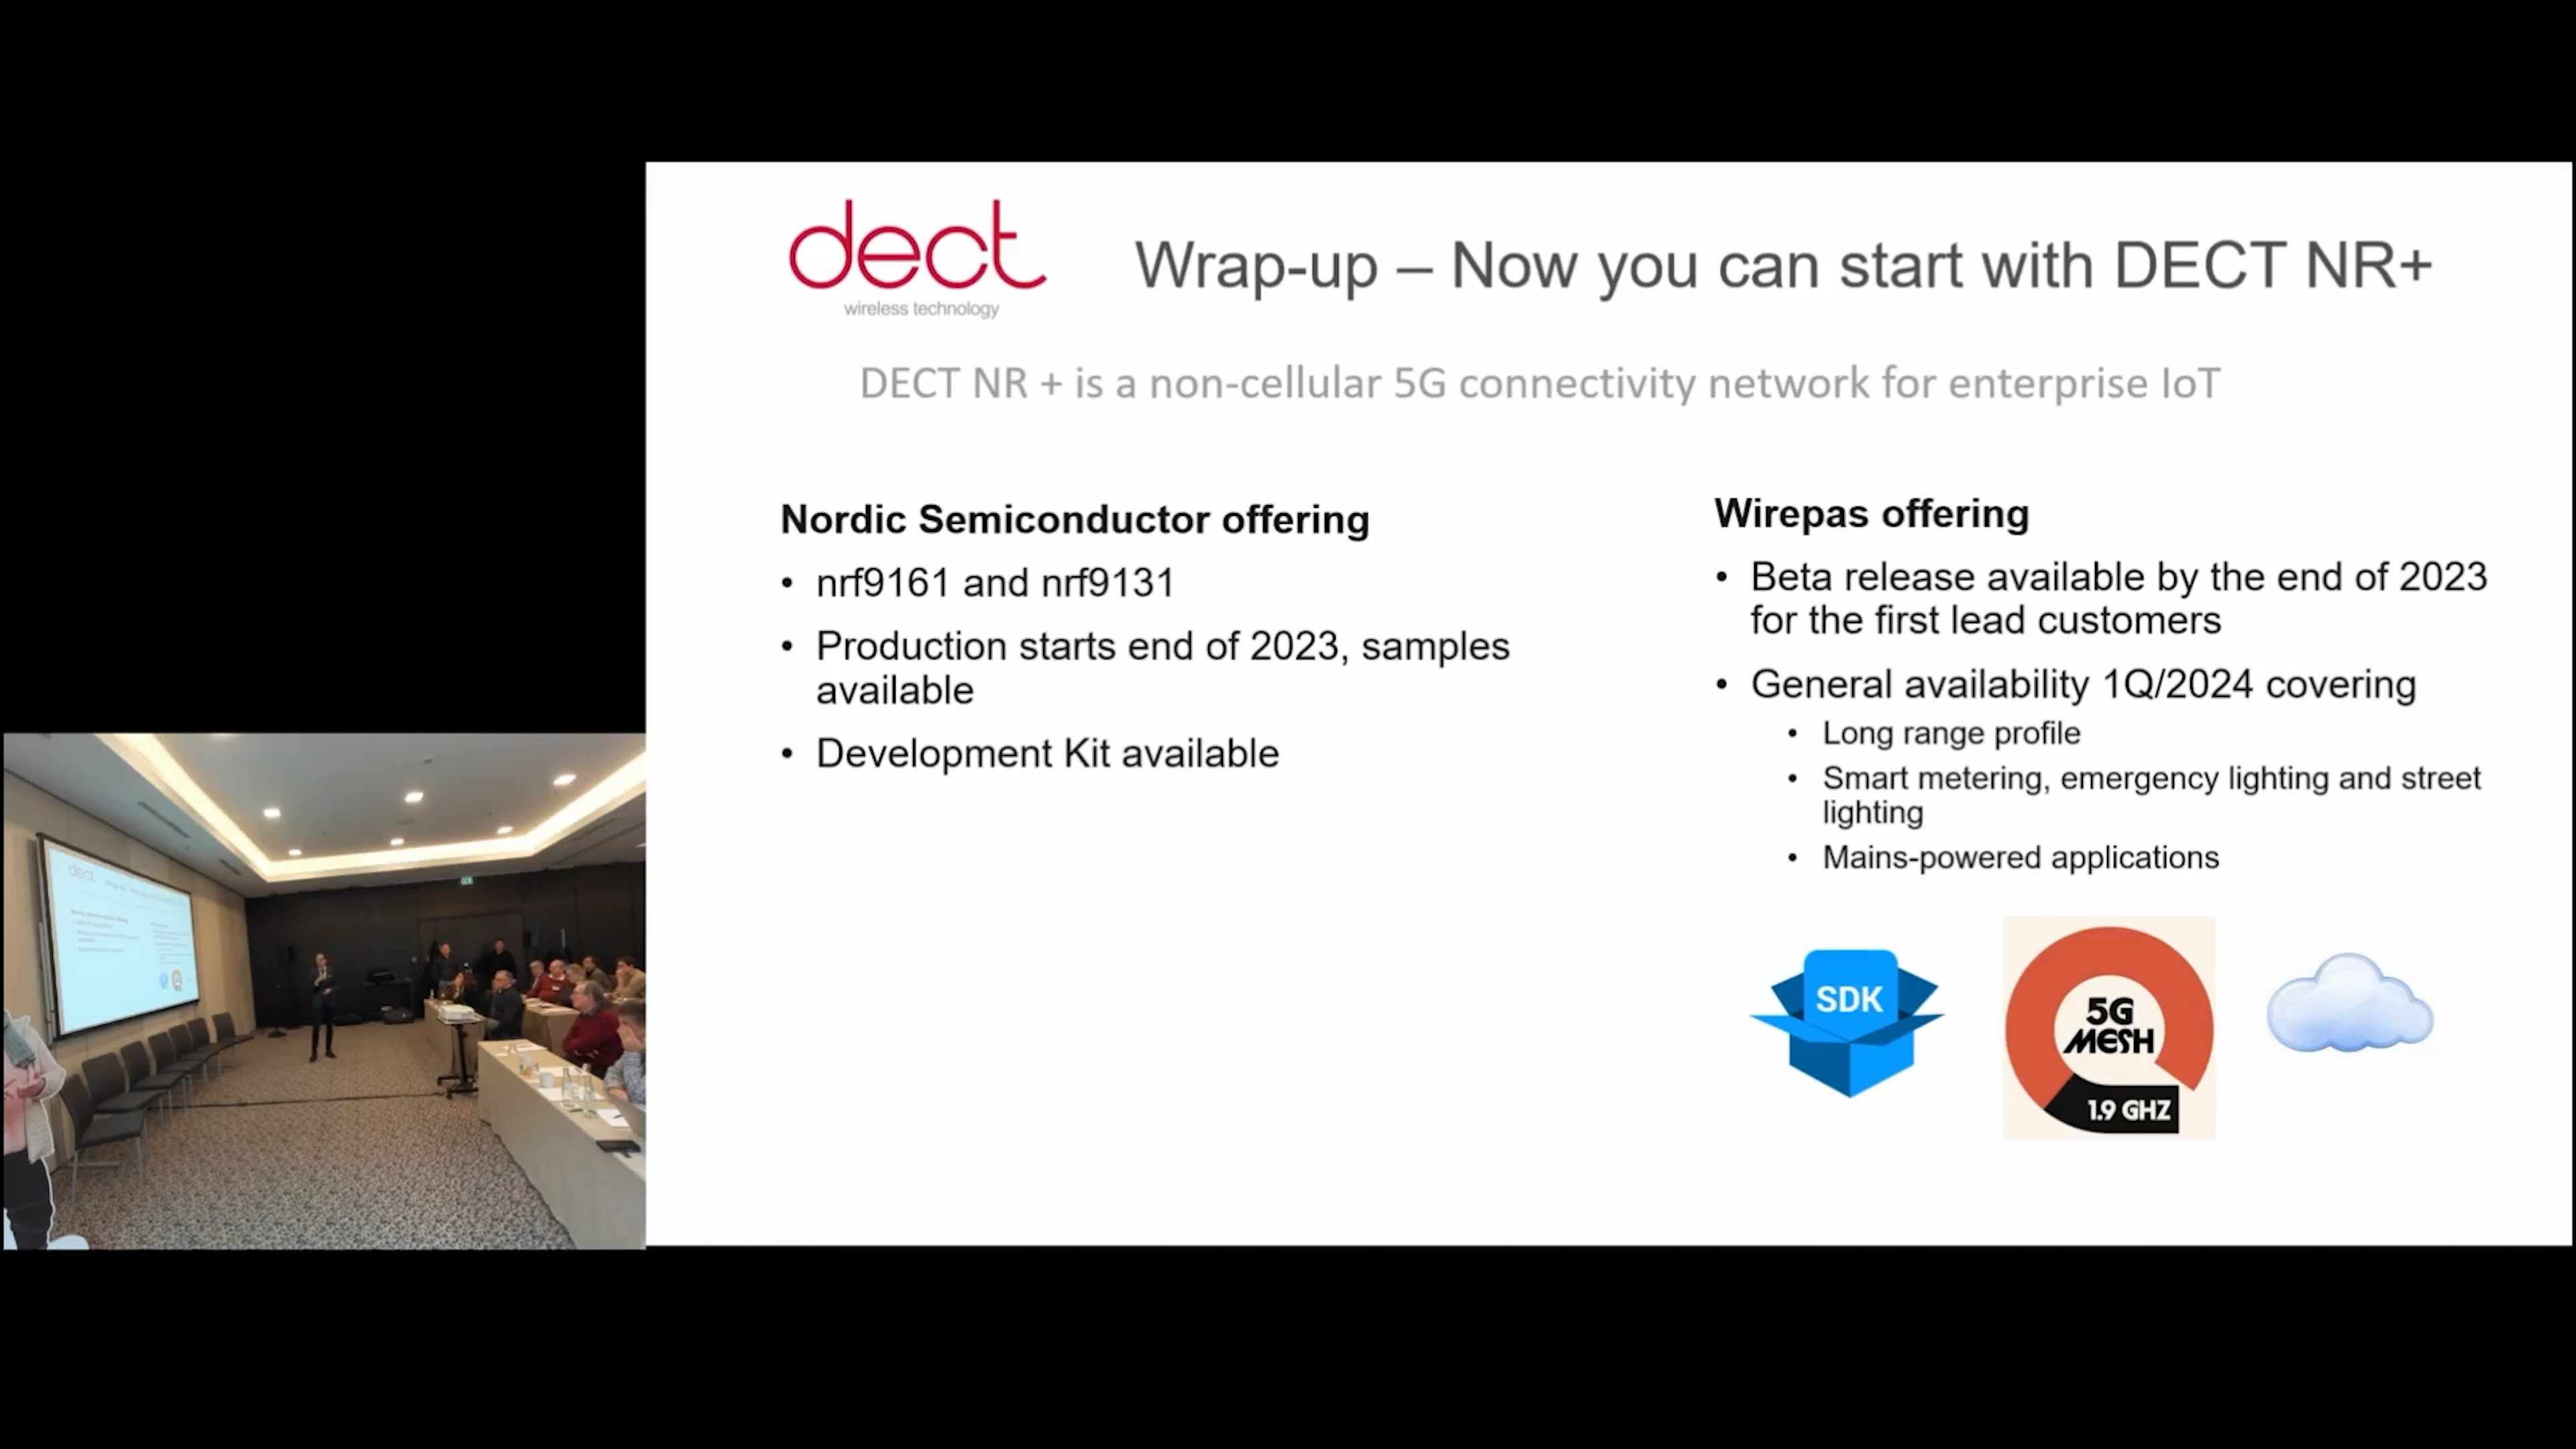 dect
wireless technology
Wrap-up – Now you can start with DECT NR+
DECT NR + is a non-cellular 5G connectivity network for enterprise IoT
Nordic Semiconductor offering
• nrf9161 and nrf9131
• Production starts end of 2023, samples
available
• Development Kit available
Wirepas offering
• Beta release available by the end of 2023
for the first lead customers
• General availability 1Q/2024 covering
• Long range profile
• Smart metering, emergency lighting and street
lighting
• Mains-powered applications
SDK
5G
MESH
1.9 GHZ
dect